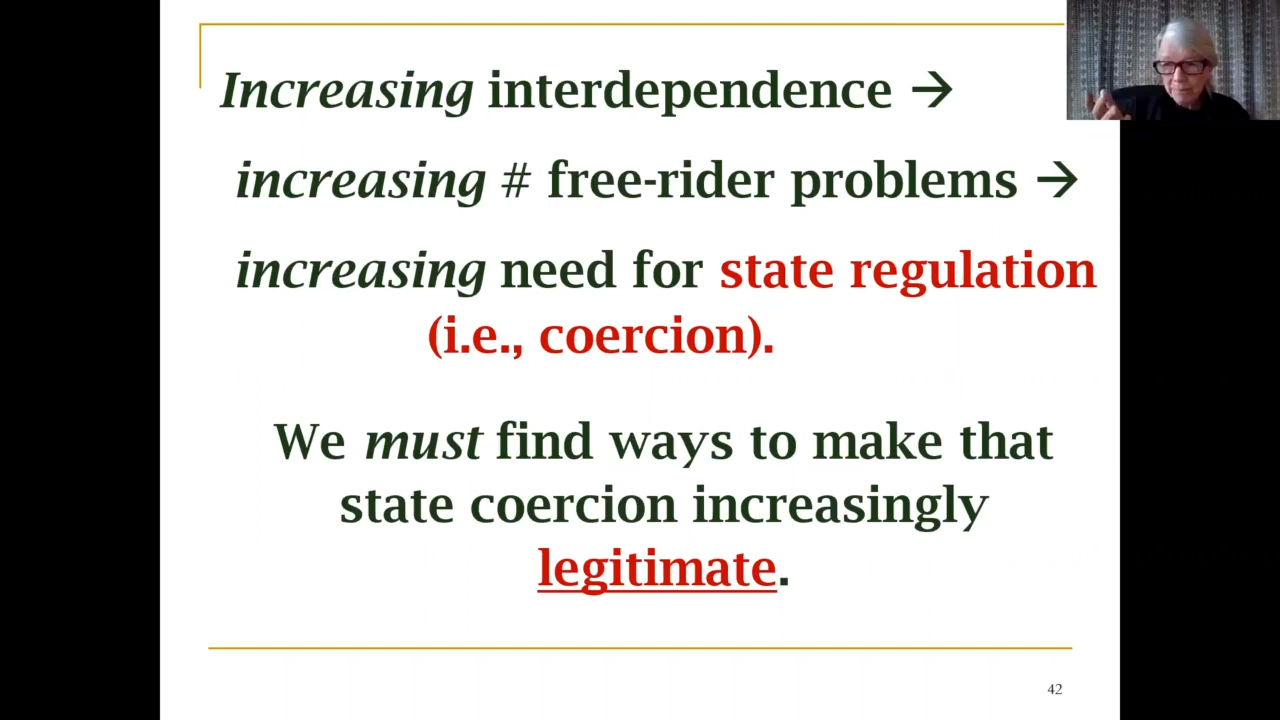 Increasing interdependence →
increasing # free-rider problems →
increasing need for state regulation
(i.e., coercion).
We must find ways to make that
state coercion increasingly
legitimate.
42